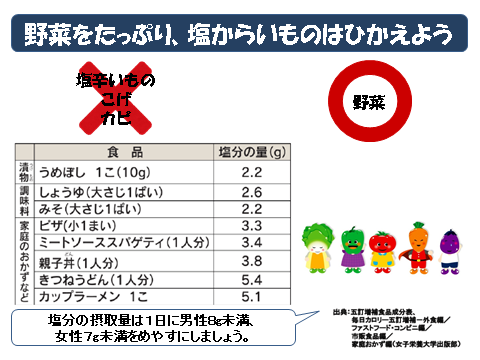 野菜をたっぷり、塩からいものはひかえよう
塩辛いもの
こげ
カビ
野菜
食 品 塩分の量(g)
漬物 うめぼし 1こ(10g) 2.2
調味料 しょうゆ(大さじ1ぱい) 2.6
みそ(大さじ1ぱい) 2.2
家庭のおかずなど ピザ(小1まい) 3.3
ミートソーススパゲティ(1人分) 3.4
親子丼(1人分) 3.8
きつねうどん(1人分) 5.4
カップラーメン 1こ 5.1
塩分の摂取量は1日に男性8g未満、
女性7g未満をめやすにしましょう。
出典:五訂増補食品成分表、
毎日カロリー五訂増補－外食編／
ファストフード・コンビニ編／
市販食品編／
家庭おかず編(女子栄養大学出版部)